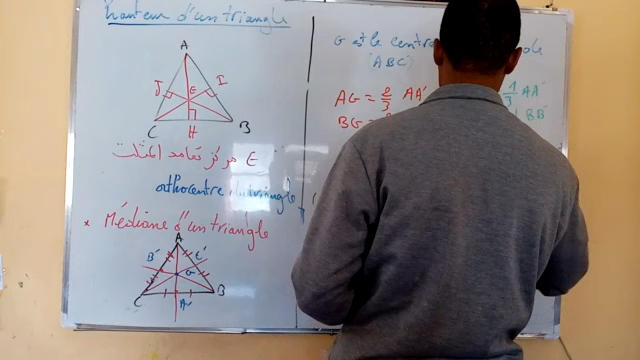 hauteur d'un triangle
A
J
I
E
C
H
B
E مركز تعامد المثلث
orthocentre du triangle
× Médiane d'un triangle
A
B'
C'
G
C
A'
B
G est le centre
ABC
AG = 2/3 AA'
BG =
1/3 AA'
BB'